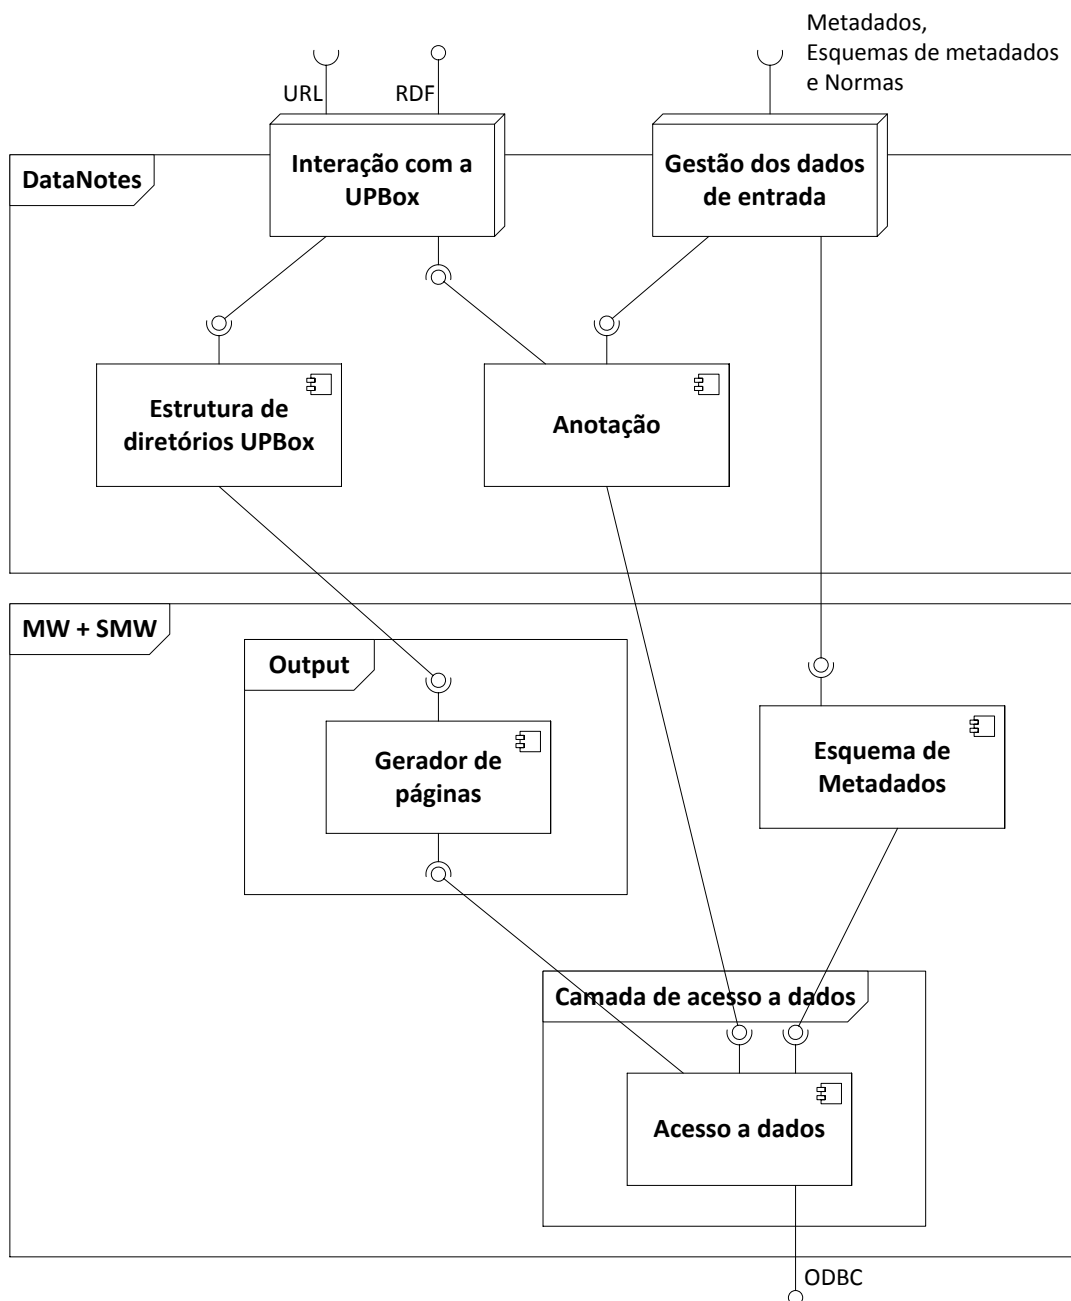 Metadados,
Esquemas de metadados
e Normas
URL
RDF
Interação com a
UPBox
Gestão dos dados
de entrada
DataNotes
Estrutura de
diretórios UPBox
Anotação
MW + SMW
Output
Gerador de
páginas
Esquema de
Metadados
Camada de acesso a dados
Acesso a dados
ODBC